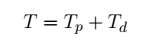 T = T_p + T_d